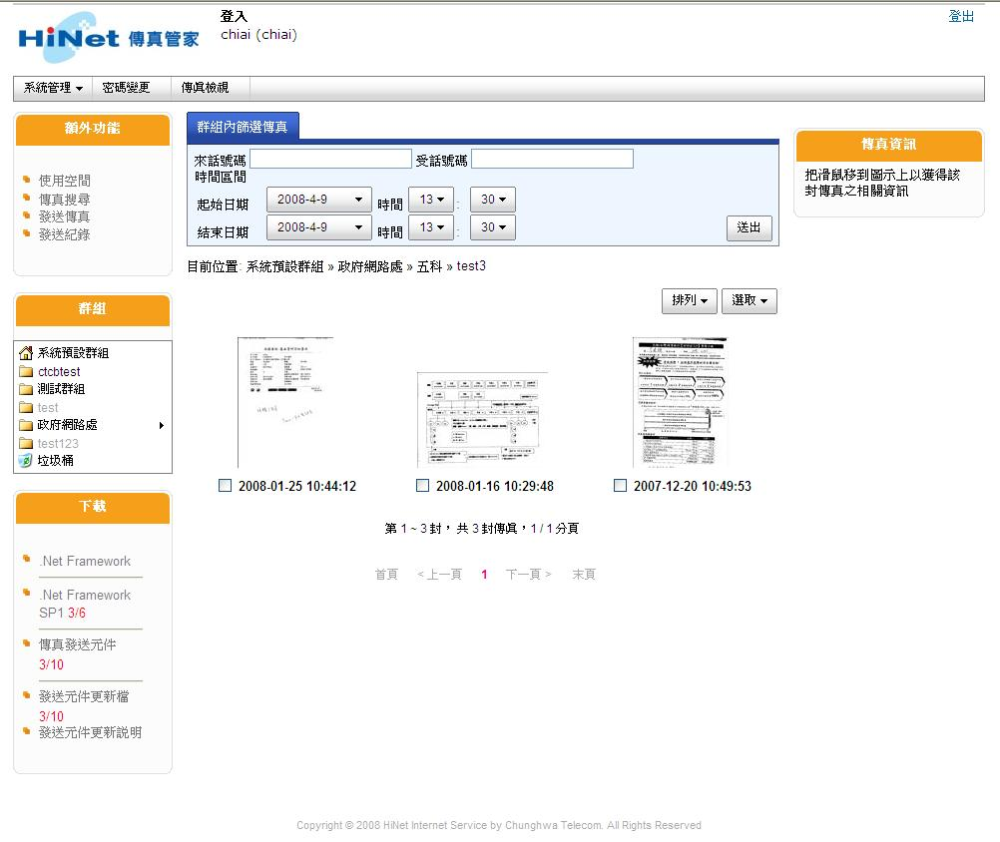 HiNet 傳真管家
登入
chiai (chiai)
登出
系統管理 密碼變更 傳真檢視
額外功能
使用空間
傳真搜尋
發送傳真
發送紀錄
群組
系統預設群組
ctcbtest
測試群組
test
政府網路處
test123
垃圾桶
下載
.Net Framework
.Net Framework
SP1 3/6
傳真發送元件
3/10
發送元件更新檔
3/10
發送元件更新説明
群組內篩選傳真
來話號碼 受話號碼
時間區間
起始日期 2008-4-9 時間 13 : 30
結束日期 2008-4-9 時間 13 : 30
送出
目前位置: 系統預設群組 » 政府網路處 » 五科 » test3
排列 選取
2008-01-25 10:44:12 2008-01-16 10:29:48 2007-12-20 10:49:53
第 1 ~ 3 封， 共 3 封傳真，1 / 1 分頁
首頁 < 上一頁 1 下一頁 > 末頁
傳真資訊
把滑鼠移到圖示上以獲得該
封傳真之相關資訊
Copyright © 2008 HiNet Internet Service by Chunghwa Telecom. All Rights Reserved